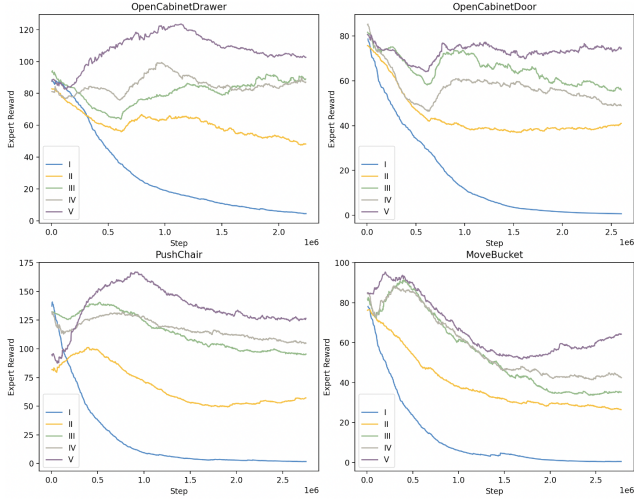 OpenCabinetDrawer
Expert Reward
120
100
80
60
40
20
0
I
II
III
IV
V
0.0
0.5
1.0
1.5
2.0
1e6
Step
OpenCabinetDoor
Expert Reward
80
60
40
20
0
I
II
III
IV
V
0.0
0.5
1.0
1.5
2.0
2.5
1e6
Step
PushChair
Expert Reward
175
150
125
100
75
50
25
0
I
II
III
IV
V
0.0
0.5
1.0
1.5
2.0
2.5
1e6
Step
MoveBucket
Expert Reward
100
80
60
40
20
0
I
II
III
IV
V
0.0
0.5
1.0
1.5
2.0
2.5
1e6
Step